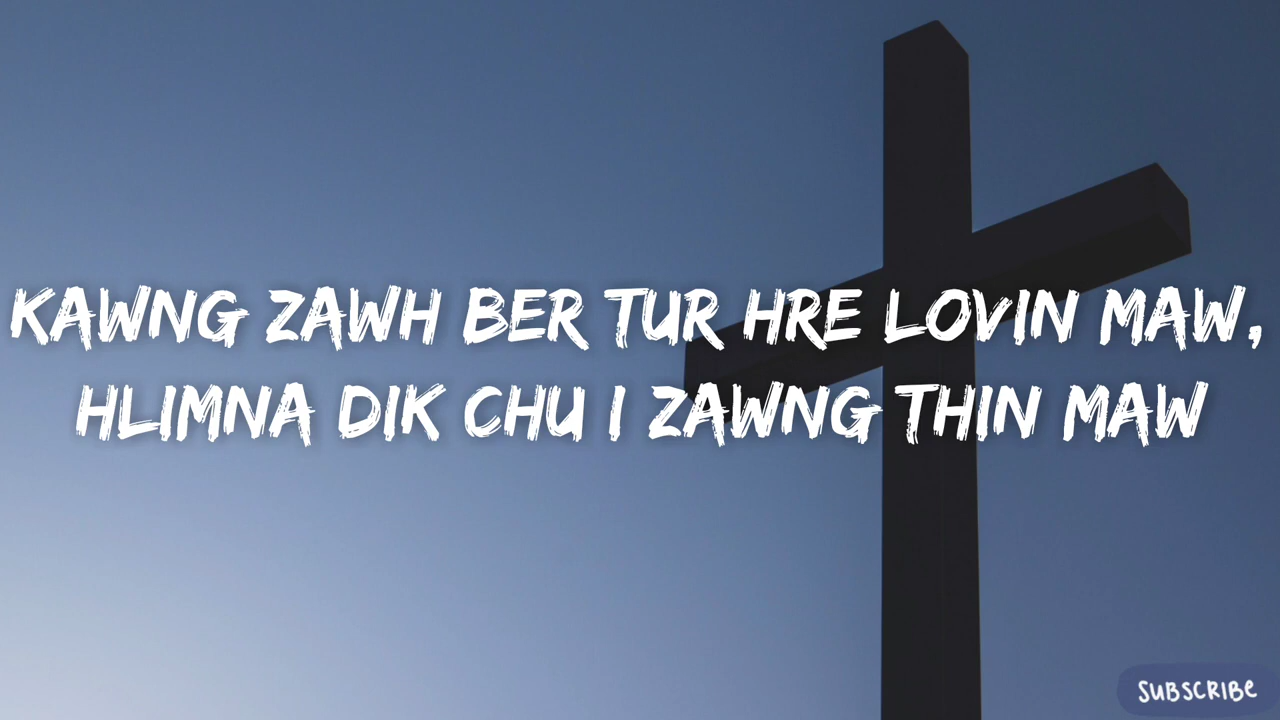 KAWNG ZAWH BER TUR HRE LOVIN MAW,
HLIMNA DIK CHU I ZAWNG THIN MAW
SUBSCRIBE